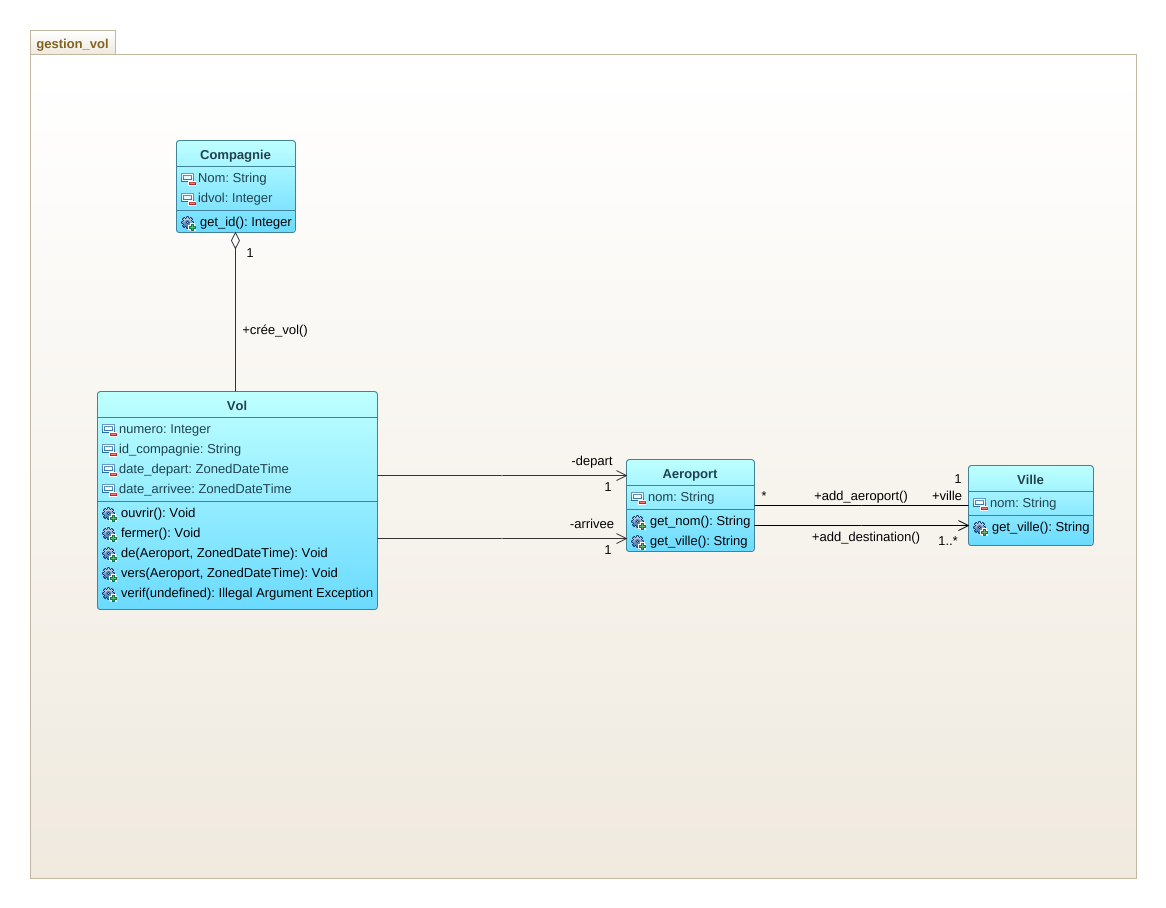 gestion_vol
Compagnie
Nom: String
idvol: Integer
get_id(): Integer
1
+crée_vol()
Vol
numero: Integer
id_compagnie: String
date_depart: ZonedDateTime
date_arrivee: ZonedDateTime
ouvrir(): Void
fermer(): Void
de(Aeroport, ZonedDateTime): Void
vers(Aeroport, ZonedDateTime): Void
verif(undefined): Illegal Argument Exception
-depart
1
-arrivee
1
Aeroport
nom: String
get_nom(): String
get_ville(): String
*
+add_aeroport()
1
+ville
+add_destination()
1..*
Ville
nom: String
get_ville(): String